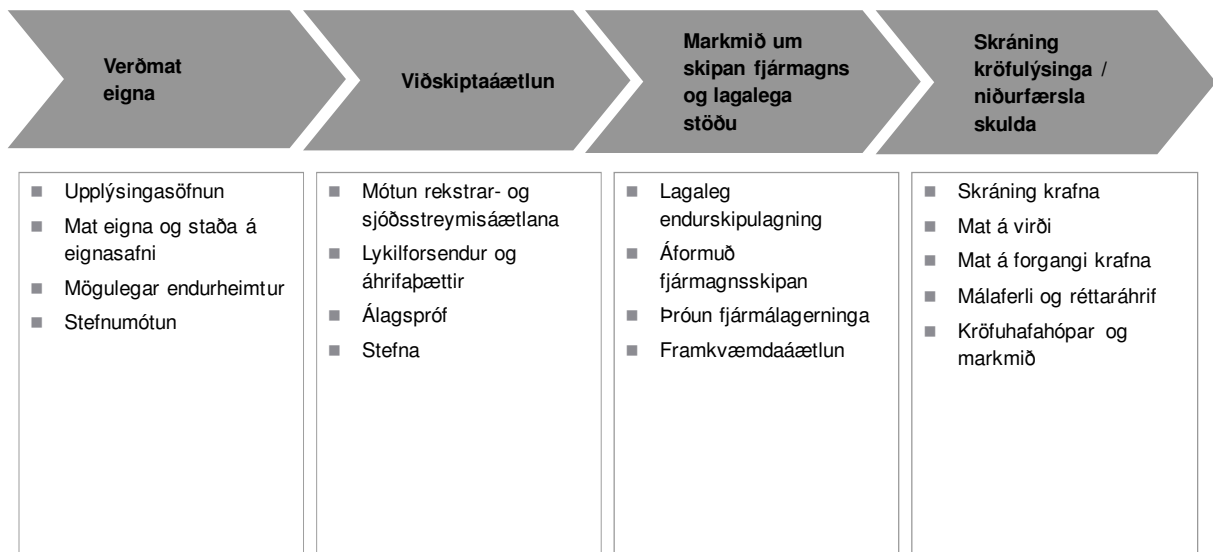 Verðmat
eigna
Viðskiptaáætlun
Markmið um
skipan fjármagns
og lagalega
stöðu
Skráning
kröfulýsinga /
niðurfærsla
skulda
Upplýsingasöfnun
Mat eigna og staða á
eignasafni
Mögulegar endurheimtur
Stefnumótun
Mótun rekstrar- og
sjóðsstreymisáætlana
Lykilforsendur og
áhrifaþættir
Álagspróf
Stefna
Lagaleg
endurskipulagning
Áformuð
fjármagnsskipan
Þróun fjármálagerninga
Framkvæmdaáætlun
Skráning krafna
Mat á virði
Mat á forgangi krafna
Málaferli og réttaráhrif
Kröfuhafahópar og
markmið